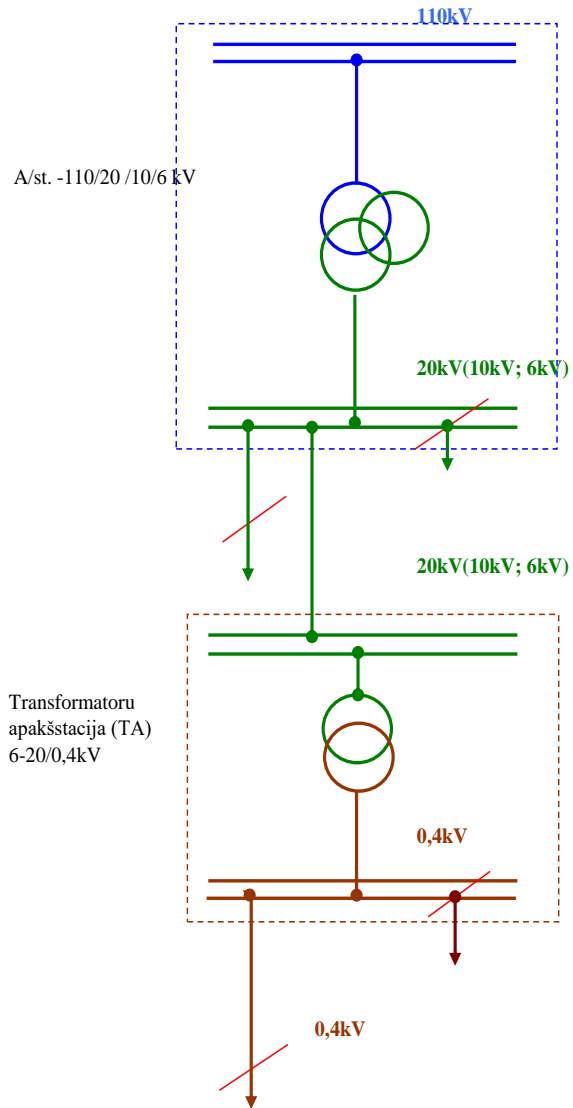 110kV
A/st. -110/20 /10/6 kV
20kV(10kV; 6kV)
20kV(10kV; 6kV)
Transformatoru
apakšstacija (TA)
6-20/0,4kV
0,4kV
0,4kV